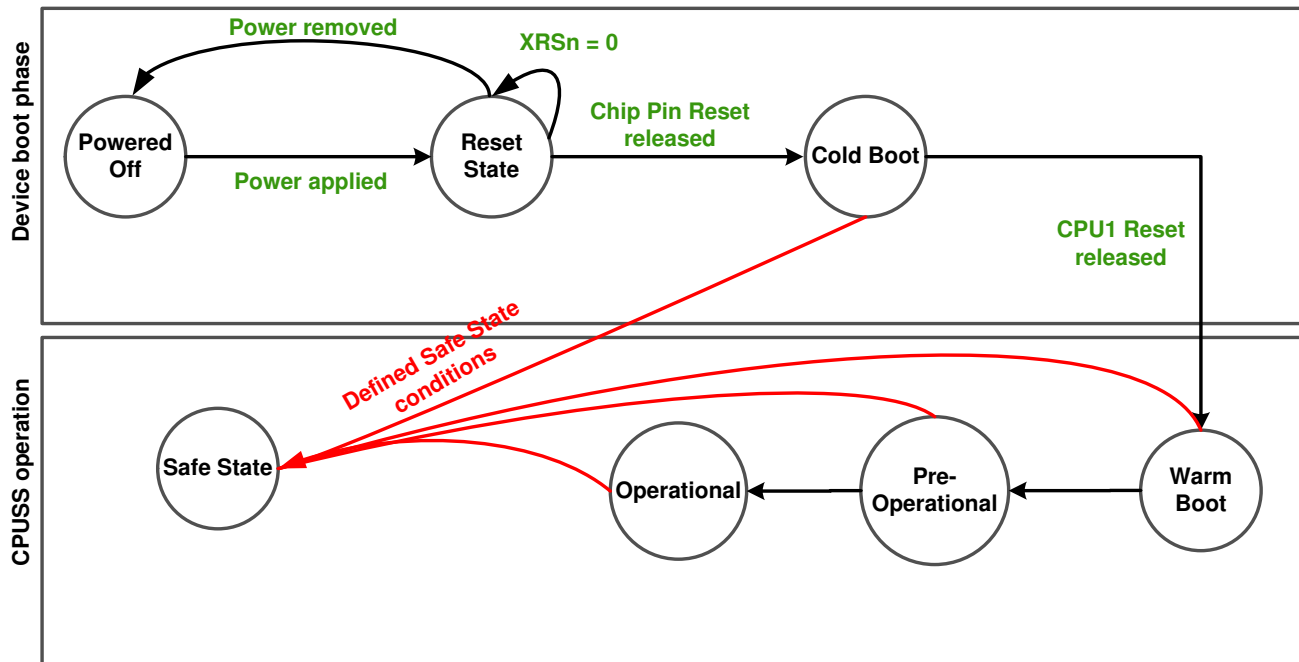 Device boot phase
Power removed
XRSn = 0
Powered
Off
Reset
State
Chip Pin Reset
released
Cold Boot
Power applied
CPU1 Reset
released
Defined Safe State
conditions
CPUSS operation
Safe State
Operational
Pre-
Operational
Warm
Boot